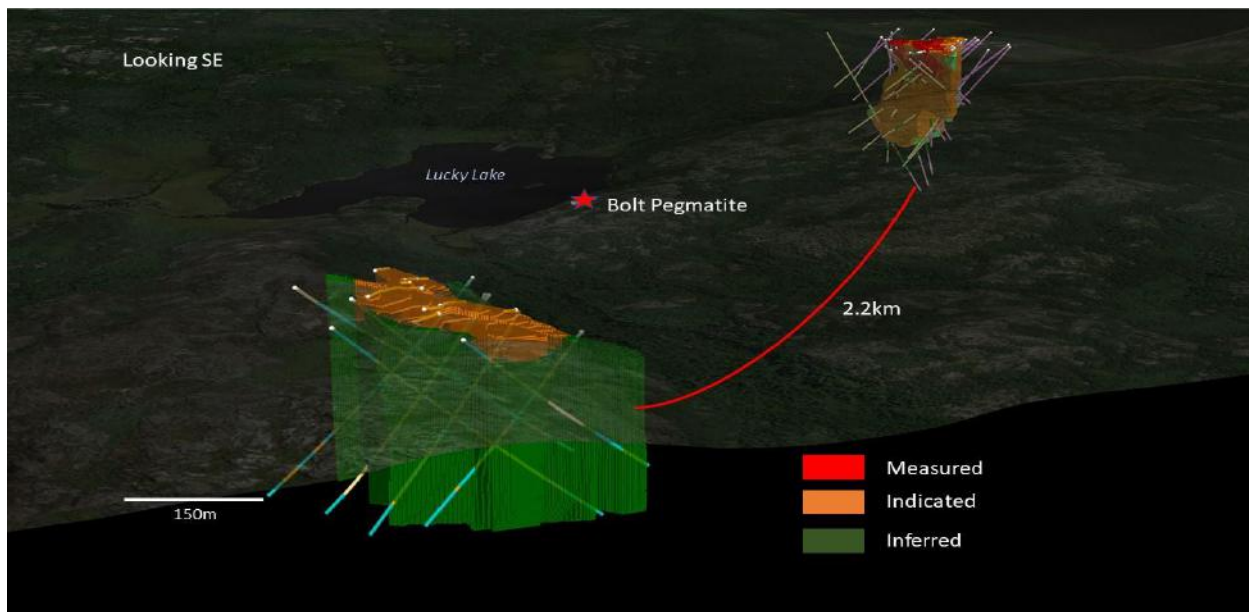 Looking SE
Lucky Lake
Bolt Pegmatite
2.2km
150m
Measured
Indicated
Inferred